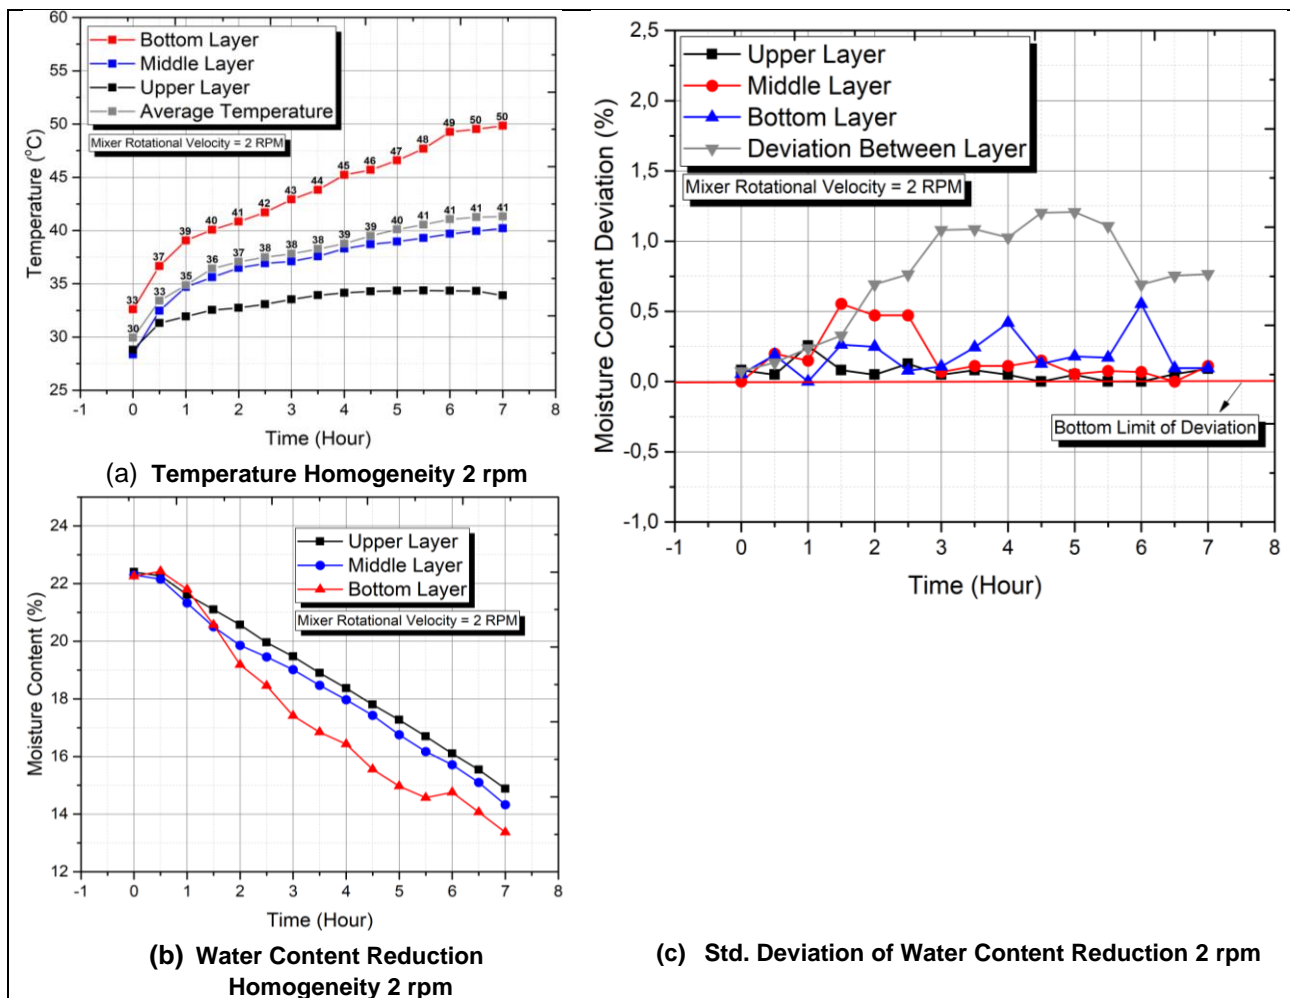 60
55
50
45
40
35
30
25
Temperature (°C)
Bottom Layer
Middle Layer
Upper Layer
Average Temperature
Mixer Rotational Velocity = 2 RPM
33 37 39 40 41 42 43 44 45 46 47 48 49 50 50
30 33 35 36 37 38 38 38 39 39 40 41 41 41 41
-1 0 1 2 3 4 5 6 7 8
Time (Hour)
(a) Temperature Homogeneity 2 rpm
24
22
20
18
16
14
12
Moisture Content (%)
Upper Layer
Middle Layer
Bottom Layer
Mixer Rotational Velocity = 2 RPM
-1 0 1 2 3 4 5 6 7 8
Time (Hour)
(b) Water Content Reduction
Homogeneity 2 rpm
2,5
2,0
1,5
1,0
0,5
0,0
-0,5
-1,0
Moisture Content Deviation (%)
Upper Layer
Middle Layer
Bottom Layer
Deviation Between Layer
Mixer Rotational Velocity = 2 RPM
Bottom Limit of Deviation
-1 0 1 2 3 4 5 6 7 8
Time (Hour)
(c) Std. Deviation of Water Content Reduction 2 rpm